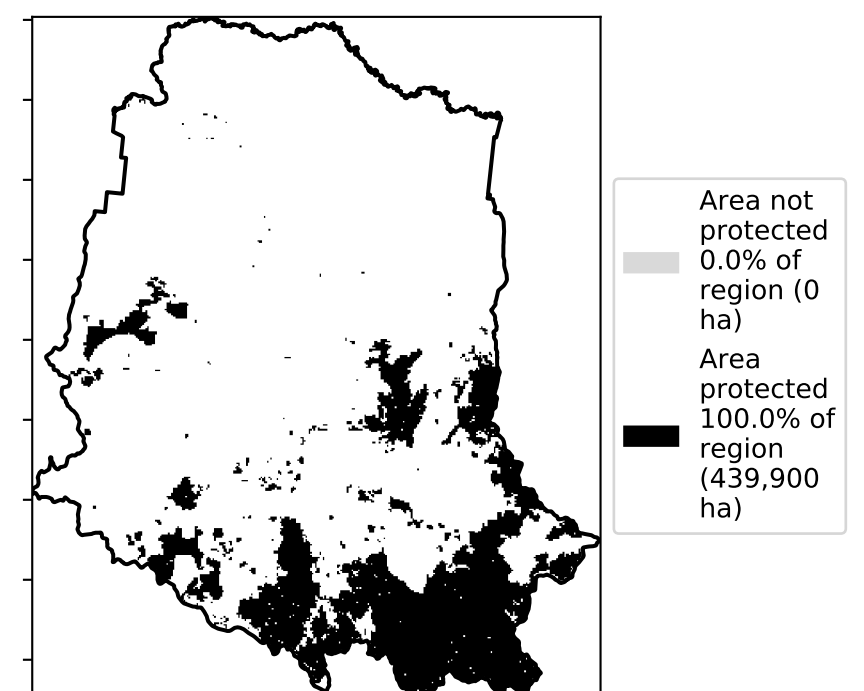 Area not
protected
0.0% of
region (0
ha)
Area
protected
100.0% of
region
(439,900
ha)